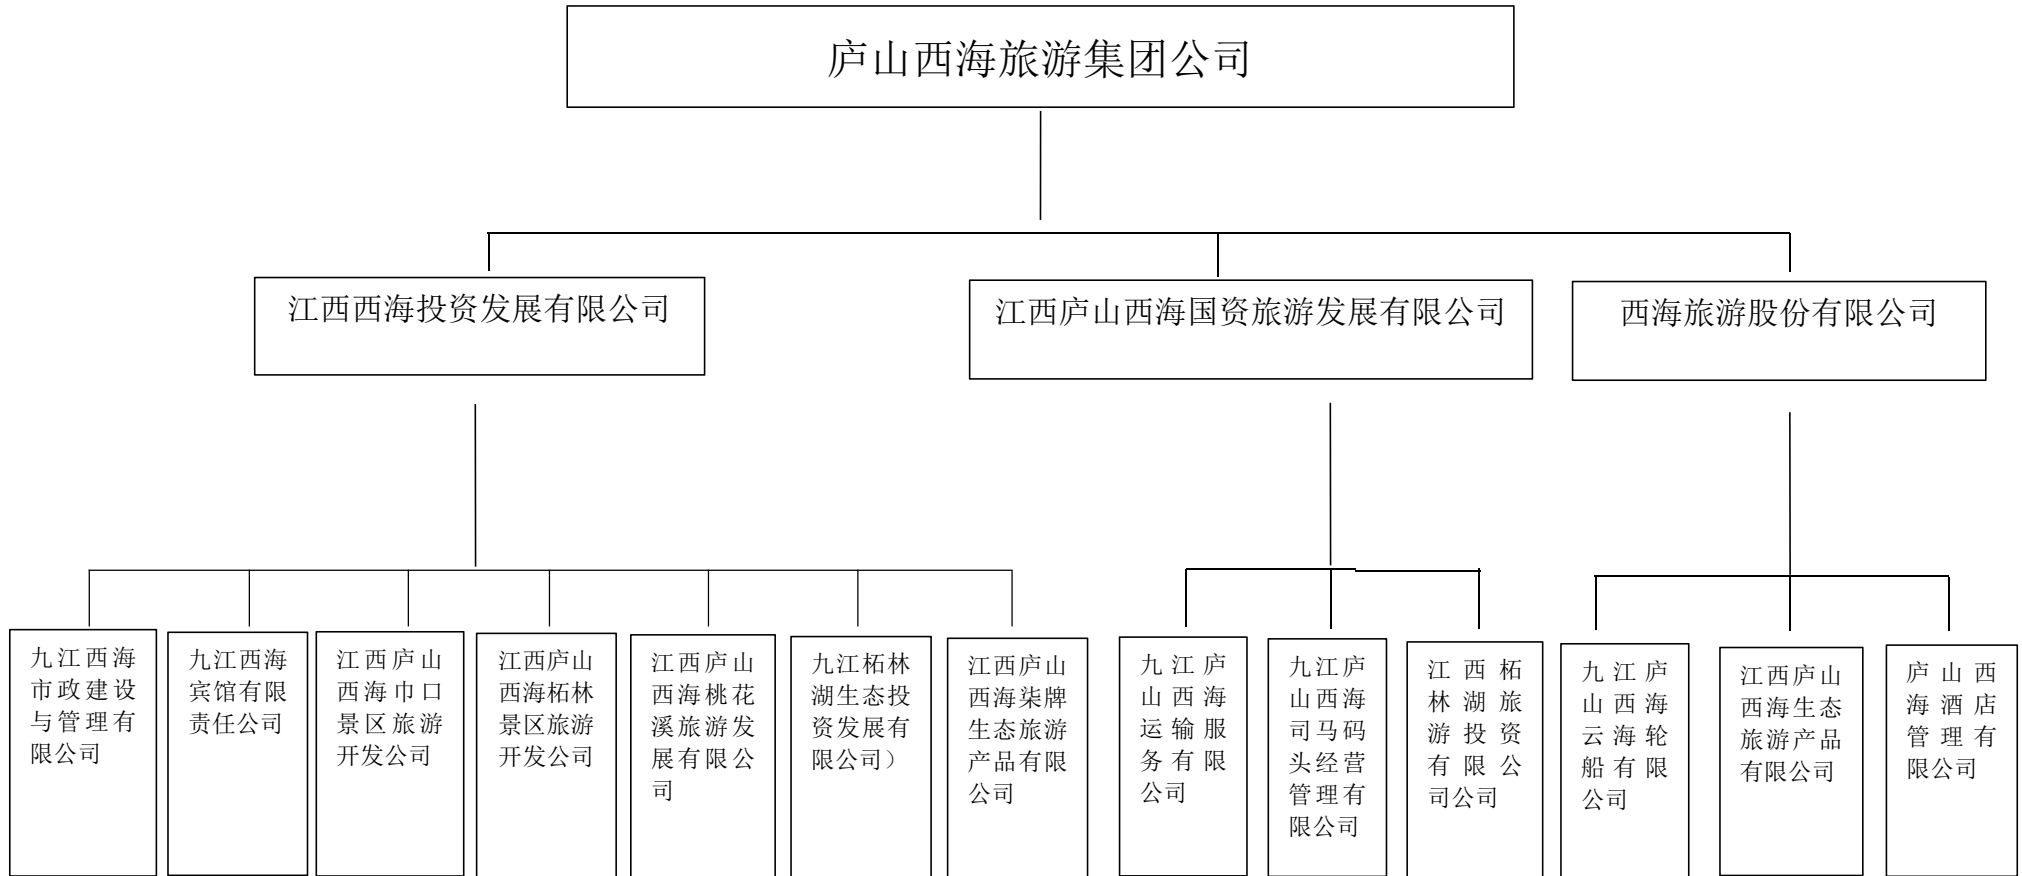 庐山西海旅游集团公司
江西西海投资发展有限公司
江西庐山西海国资旅游发展有限公司
西海旅游股份有限公司
九江西海
市政建设
与管理有
限公司
九江西海
宾馆有限
责任公司
江西庐山
西海巾口
景区旅游
开发公司
江西庐山
西海柘林
景区旅游
开发公司
江西庐山
西海桃花
溪旅游发
展有限公
司
九江柘林
湖生态投
资发展有
限公司）
江西庐山
西海柒牌
生态旅游
产品有限
公司
九江庐
山西海
运输服
务有限
公司
九江庐
山西海
司马码
头经营
管理有
限公司
江西柘
林湖旅
游投资
有限公
司公司
九江庐
山西海
云海轮
船有限
公司
江西庐山
西海生态
旅游产品
有限公司
庐山西
海酒店
管理有
限公司